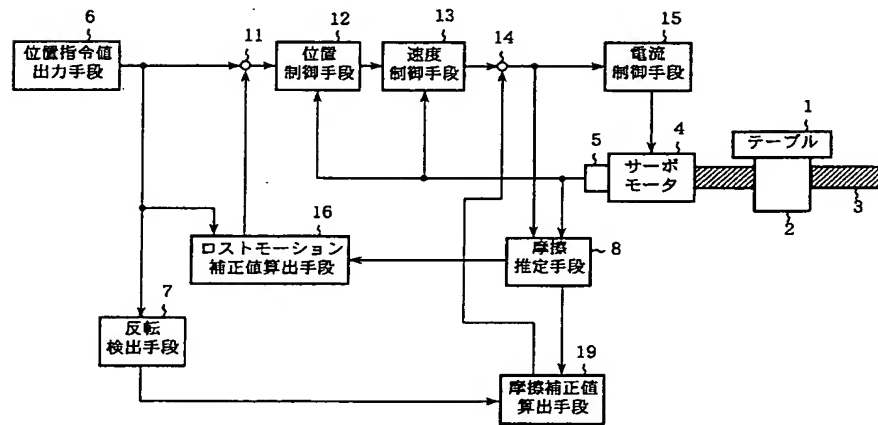 6
位置指令値
出力手段
11
12
位置
制御手段
13
速度
制御手段
14
15
電流
制御手段
1
テーブル
4
サーボ
モータ
5
2
3
16
ロストモーション
補正値算出手段
摩擦
推定手段
8
7
反転
検出手段
19
摩擦補正値
算出手段